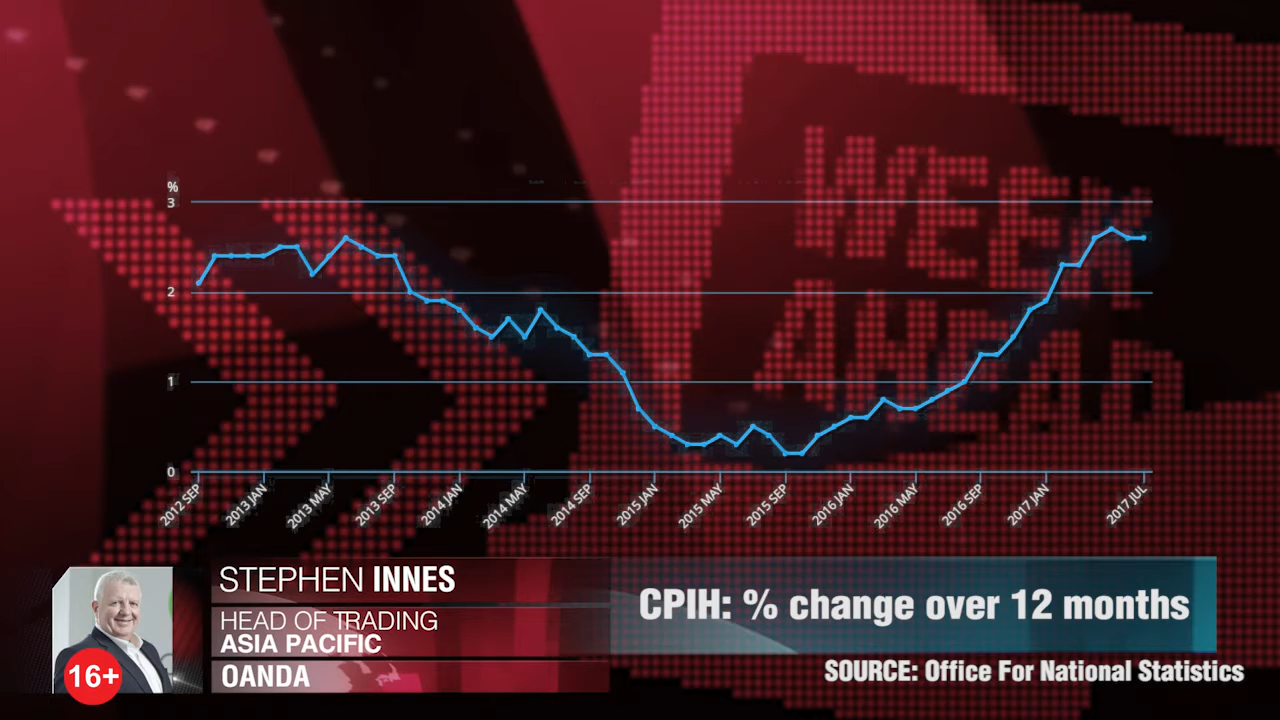 WEEK
AHEAD
%
3
2
1
0
2012 SEP
2013 JAN
2013 MAY
2013 SEP
2014 JAN
2014 MAY
2014 SEP
2015 JAN
2015 MAY
2015 SEP
2016 JAN
2016 MAY
2016 SEP
2017 JAN
2017 JUL
STEPHEN INNES
HEAD OF TRADING
ASIA PACIFIC
OANDA
16+
CPIH: % change over 12 months
SOURCE: Office For National Statistics